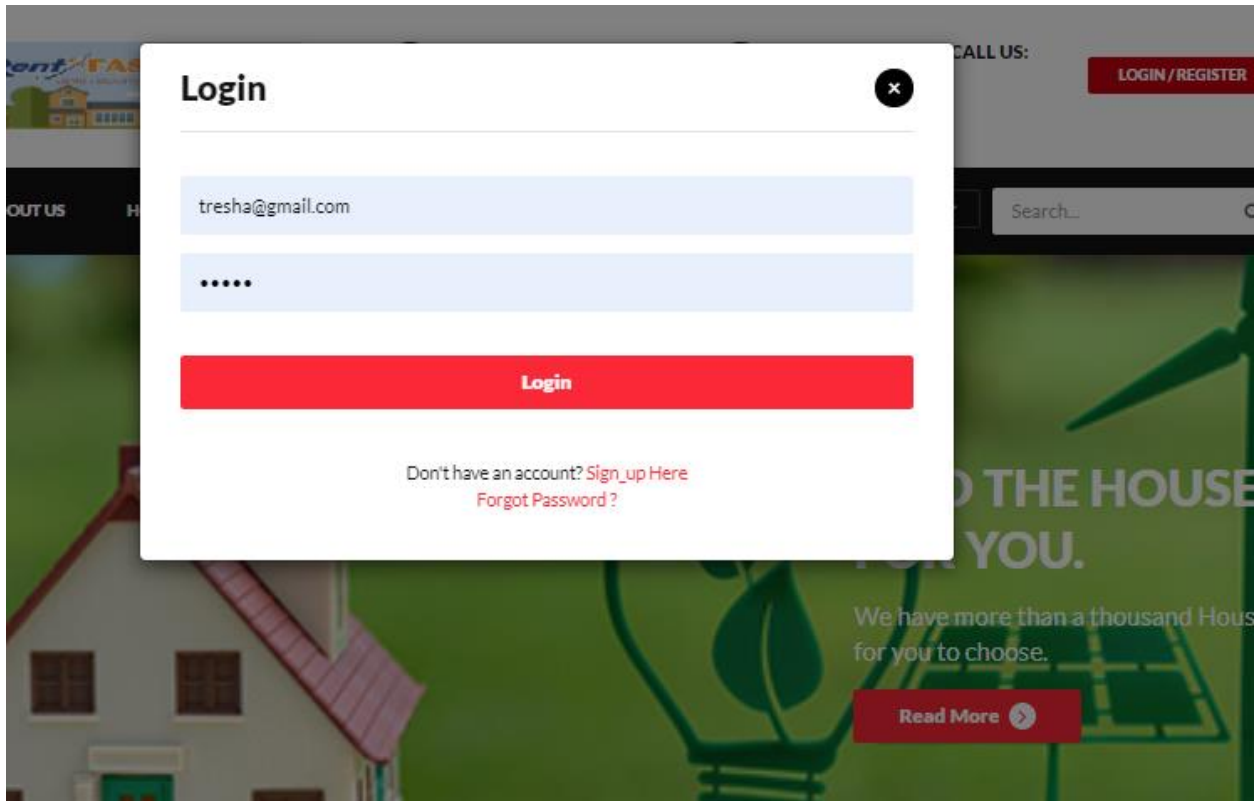 Login
CALL US:
LOGIN / REGISTER
OUT US
Search...
tresha@gmail.com
•••••
Login
Don't have an account? Sign_up Here
Forgot Password ?
THE HOUSE
YOU.
We have more than a thousand
for you to choose.
Read More